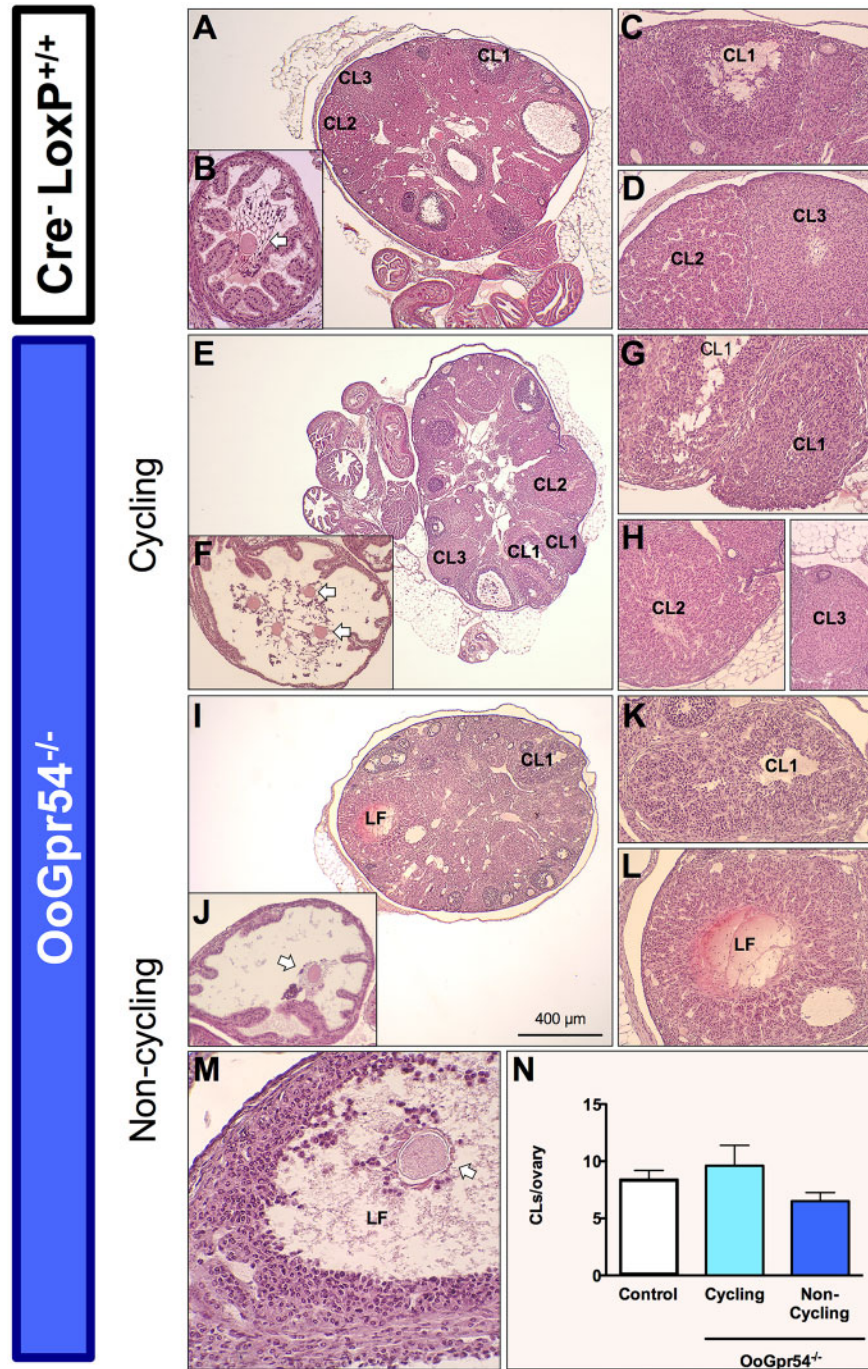 Cre⁻ LoxP⁺/⁺
OoGpr54⁻/⁻
Cycling
Non-cycling
A
CL3
CL1
CL2
B
C
CL1
D
CL3
CL2
E
CL2
CL3
CL1
CL1
F
G
CL1
CL1
H
CL2
CL3
I
CL1
LF
J
400 µm
K
CL1
L
LF
M
LF
N
15
10
5
0
CLs/ovary
Control
Cycling
Non-
Cycling
OoGpr54⁻/⁻